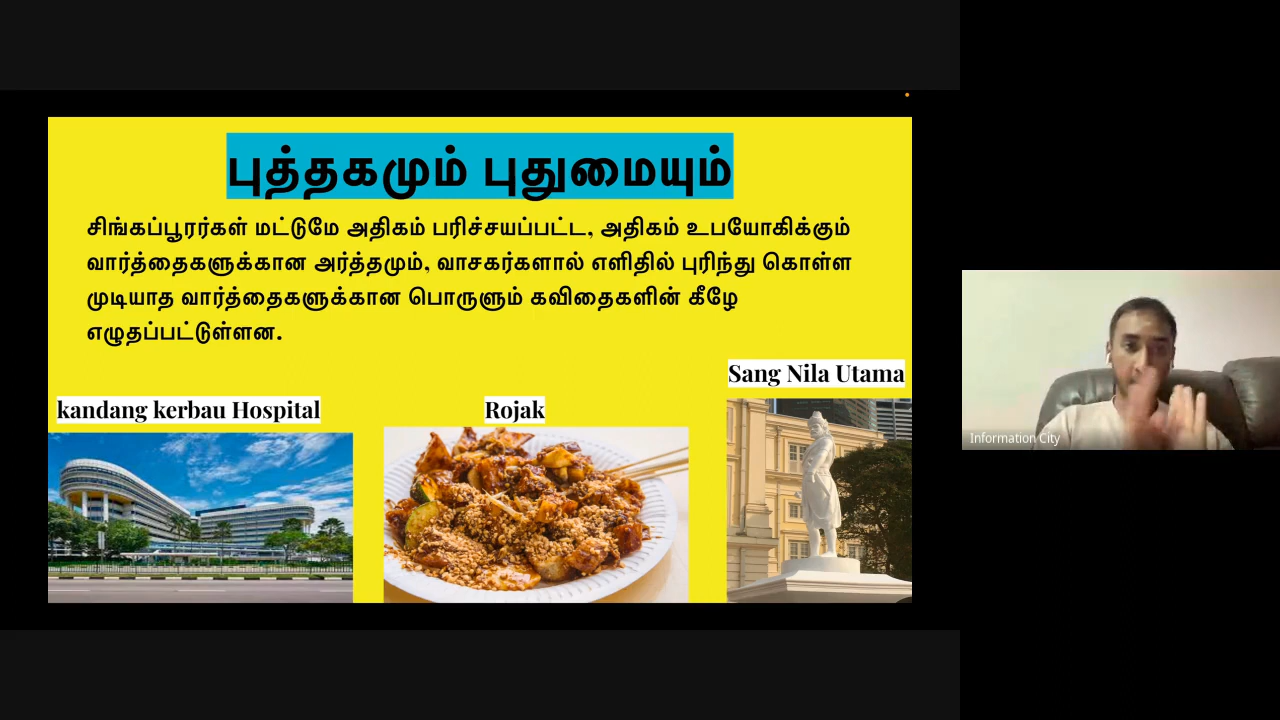 புத்தகமும் புதுமையும்
சிங்கப்பூரர்கள் மட்டுமே அதிகம் பரிச்சயப்பட்ட, அதிகம் உபயோகிக்கும்
வார்த்தைகளுக்கான அர்த்தமும், வாசகர்களால் எளிதில் புரிந்து கொள்ள
முடியாத வார்த்தைகளுக்கான பொருளும் கவிதைகளின் கீழே
எழுதப்பட்டுள்ளன.
kandang kerbau Hospital
Rojak
Sang Nila Utama
Information City